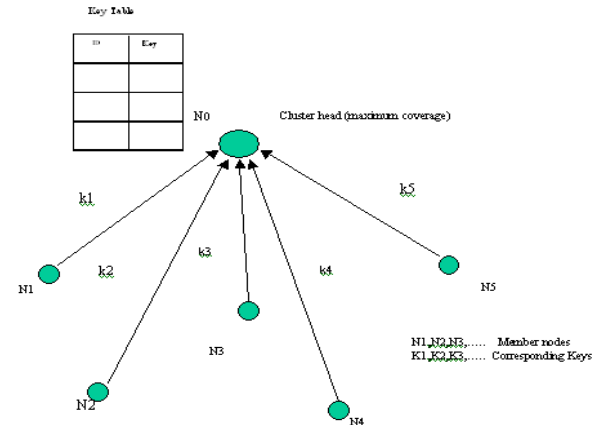 Key Table
ID Key
N0 Cluster head (maximum coverage)
k1
k5
k3
k2
k4
N1
N5
N3
N1,N2,N3,..... Member nodes
K1,K2,K3,..... Corresponding Keys
N2
N4